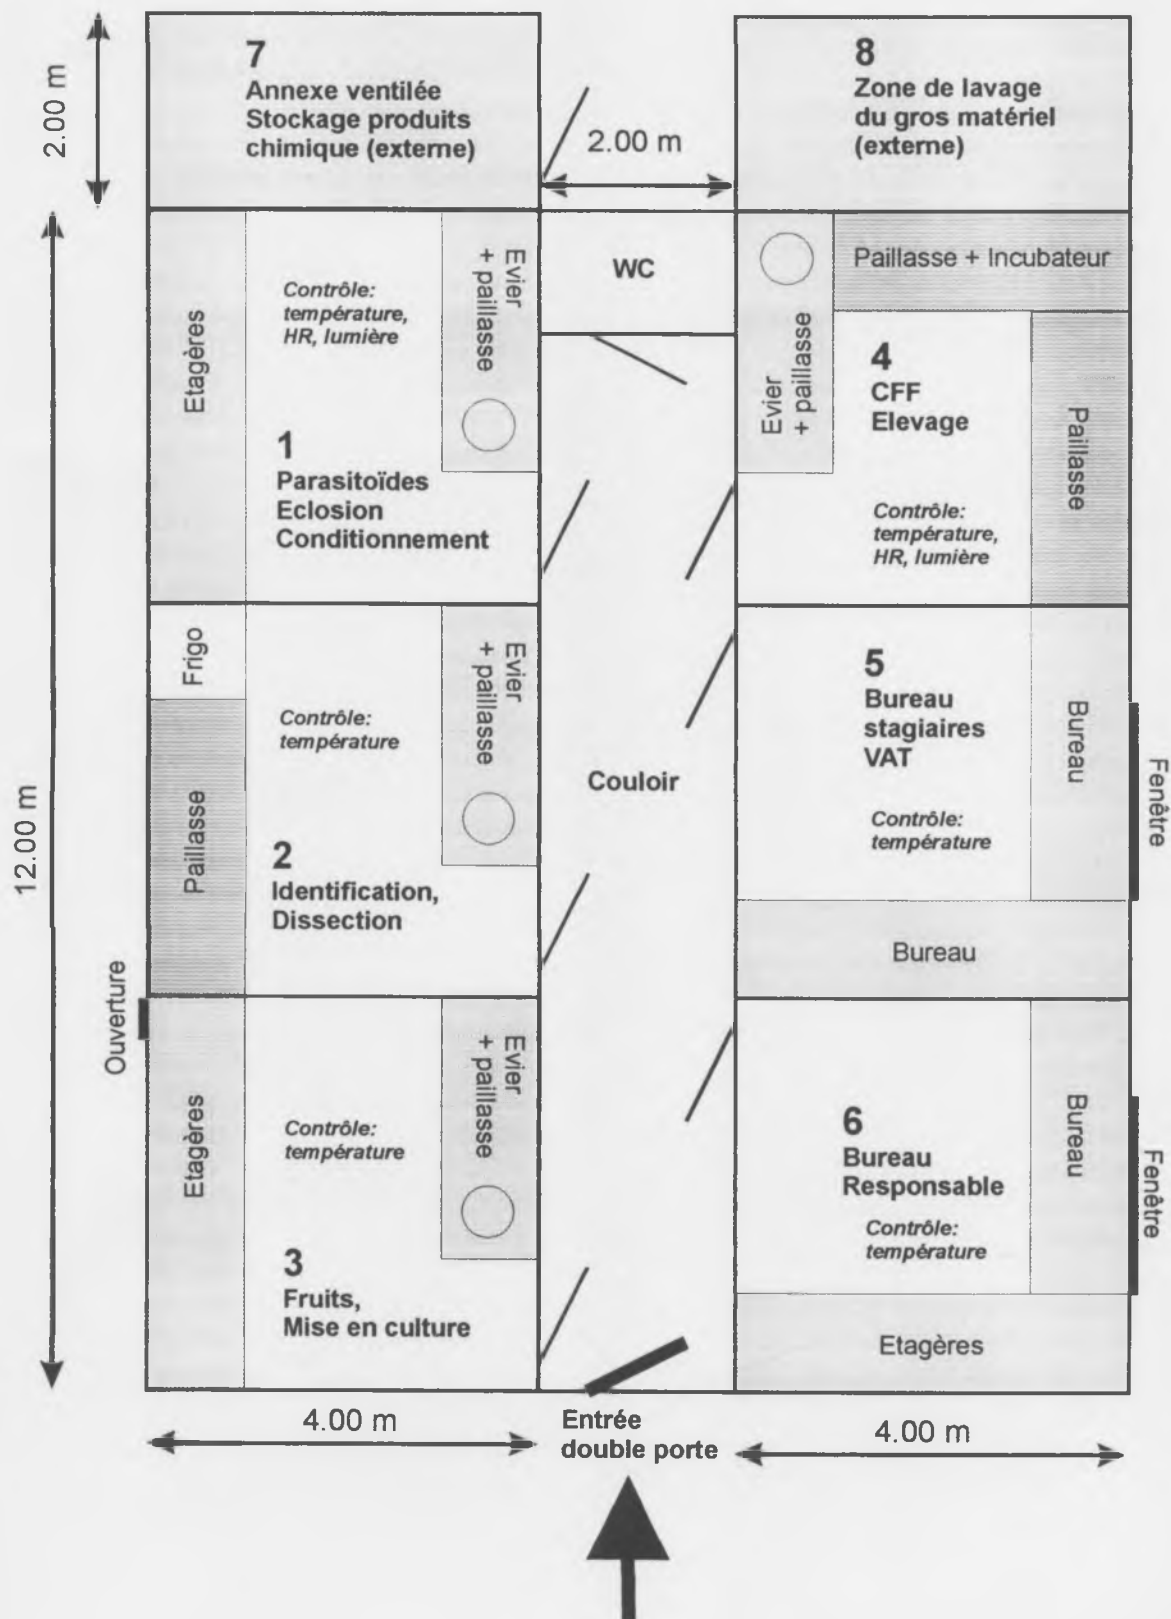 7
Annexe ventilée
Stockage produits
chimique (externe)
2.00 m
8
Zone de lavage
du gros matériel
(externe)
2.00 m
Etagères
Contrôle:
température,
HR, lumière
Evier
+ paillasse
1
Parasitoïdes
Eclosion
Conditionnement
WC
Evier
+ paillasse
Paillasse + Incubateur
4
CFF
Elevage
Contrôle:
température,
HR, lumière
Paillasse
12.00 m
Frigo
Paillasse
Contrôle:
température
Evier
+ paillasse
2
Identification,
Dissection
Couloir
5
Bureau
stagiaires
VAT
Contrôle:
température
Bureau
Fenêtre
Bureau
Ouverture
Etagères
Contrôle:
température
Evier
+ paillasse
3
Fruits,
Mise en culture
6
Bureau
Responsable
Contrôle:
température
Bureau
Fenêtre
Etagères
4.00 m
Entrée
double porte
4.00 m